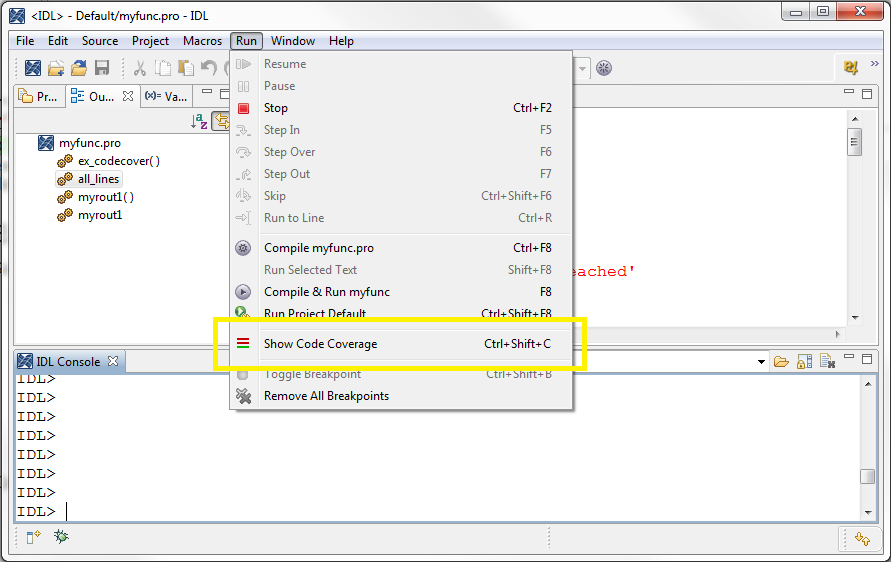 <IDL> - Default/myfunc.pro - IDL
File Edit Source Project Macros Run Window Help
Pr... Ou... (x)= Va...
myfunc.pro
ex_codecover( )
all_lines
myrout1( )
myrout1
Resume
Pause
Stop Ctrl+F2
Step In F5
Step Over F6
Step Out F7
Skip Ctrl+Shift+F6
Run to Line Ctrl+R
Compile myfunc.pro Ctrl+F8
Run Selected Text Shift+F8
Compile & Run myfunc F8
Run Project Default Ctrl+Shift+F8
Show Code Coverage Ctrl+Shift+C
Toggle Breakpoint Ctrl+Shift+B
Remove All Breakpoints
eached'
IDL Console
IDL>
IDL>
IDL>
IDL>
IDL>
IDL>
IDL>
IDL>